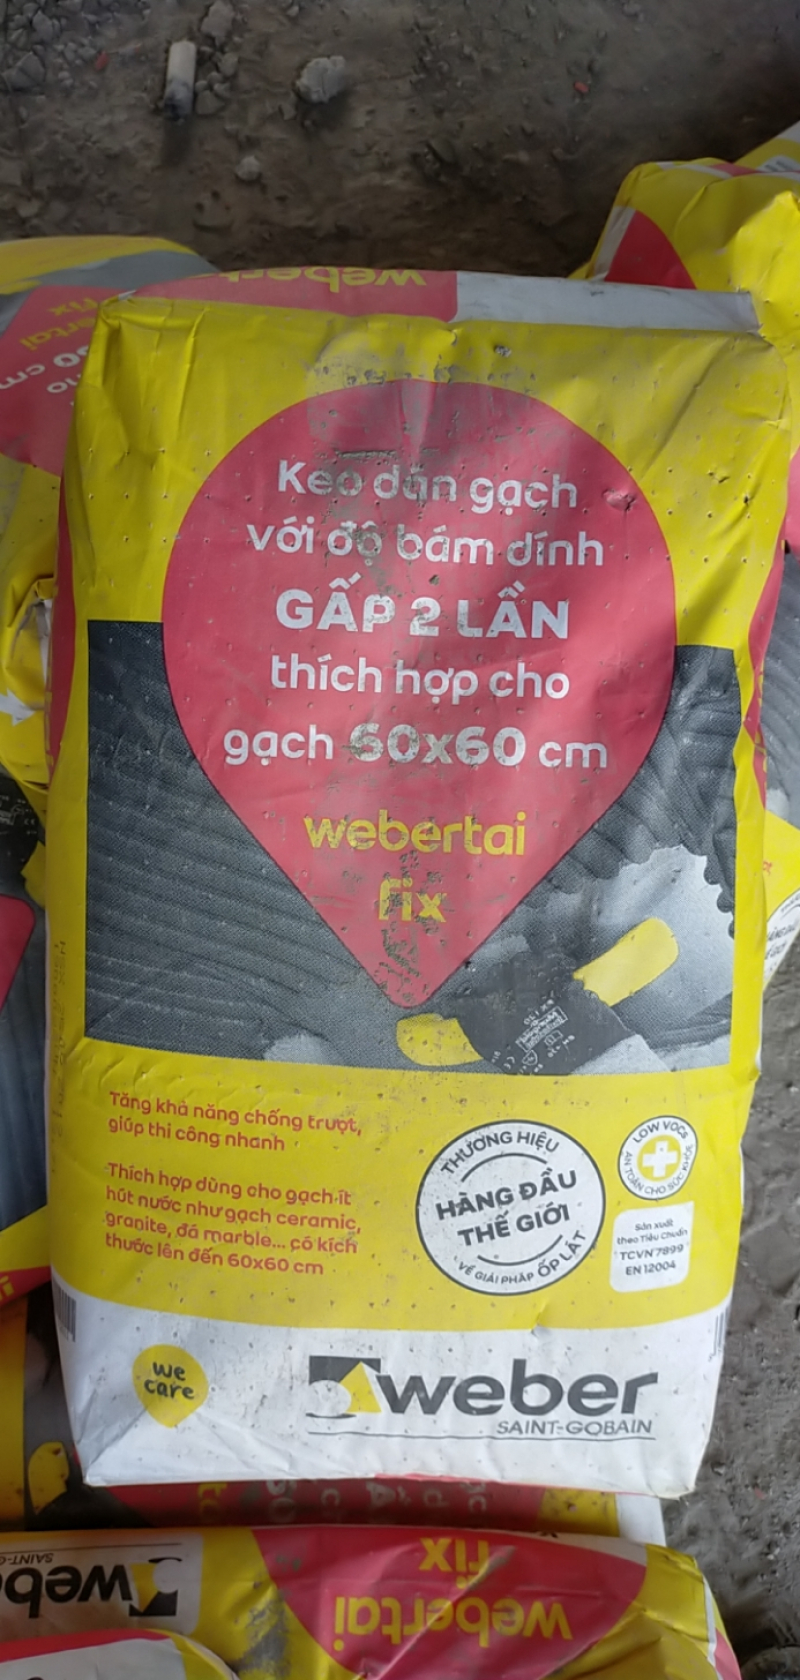 weberta
Keo dán gạch
với độ bám dính
GẤP 2 LẦN
thích hợp cho
gạch 60x60 cm
webertai
fix
Tăng khả năng chống trượt,
giúp thi công nhanh
Thích hợp dùng cho gạch ít
hút nước như gạch ceramic,
granite, đá marble... có kích
thước lên đến 60x60 cm
THƯƠNG HIỆU
HÀNG ĐẦU
THẾ GIỚI
VỀ GIẢI PHÁP ỐP LÁT
LOW VOCS
AN TOÀN CHO SỨC KHỎE
Sản xuất
theo Tiêu Chuẩn
TCVN 7899
EN 12004
we
care
weber
SAINT-GOBAIN
fix
webertai